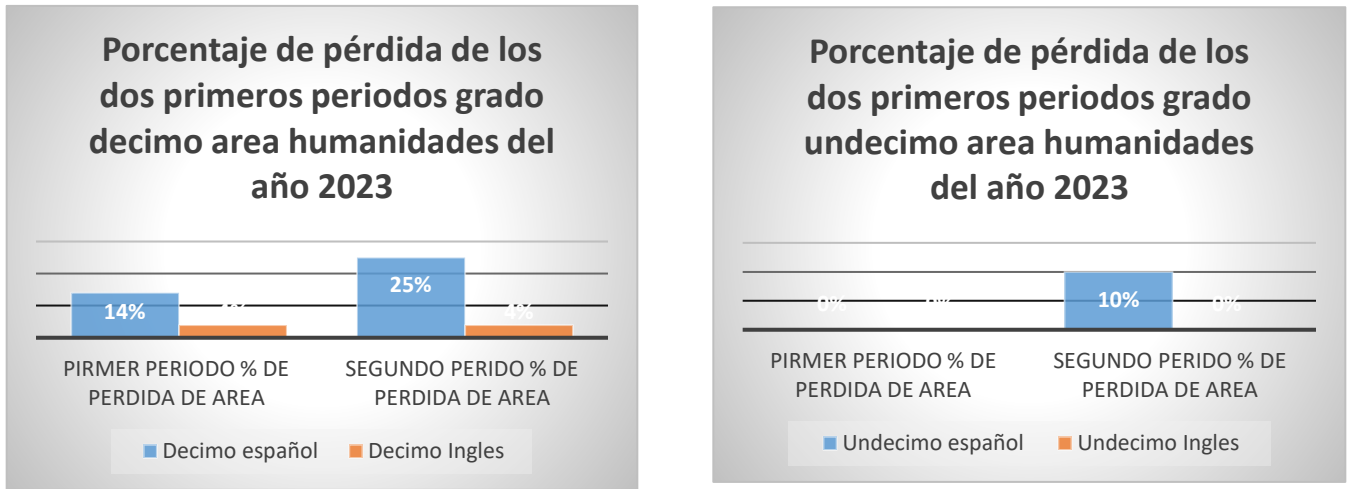 Porcentaje de pérdida de los
dos primeros periodos grado
decimo area humanidades del
año 2023
14%
4%
25%
4%
PIRMER PERIODO % DE
PERDIDA DE AREA
SEGUNDO PERIDO % DE
PERDIDA DE AREA
Decimo español
Decimo Ingles
Porcentaje de pérdida de los
dos primeros periodos grado
undecimo area humanidades
del año 2023
0%
0%
10%
0%
PIRMER PERIODO % DE
PERDIDA DE AREA
SEGUNDO PERIDO % DE
PERDIDA DE AREA
Undecimo español
Undecimo Ingles